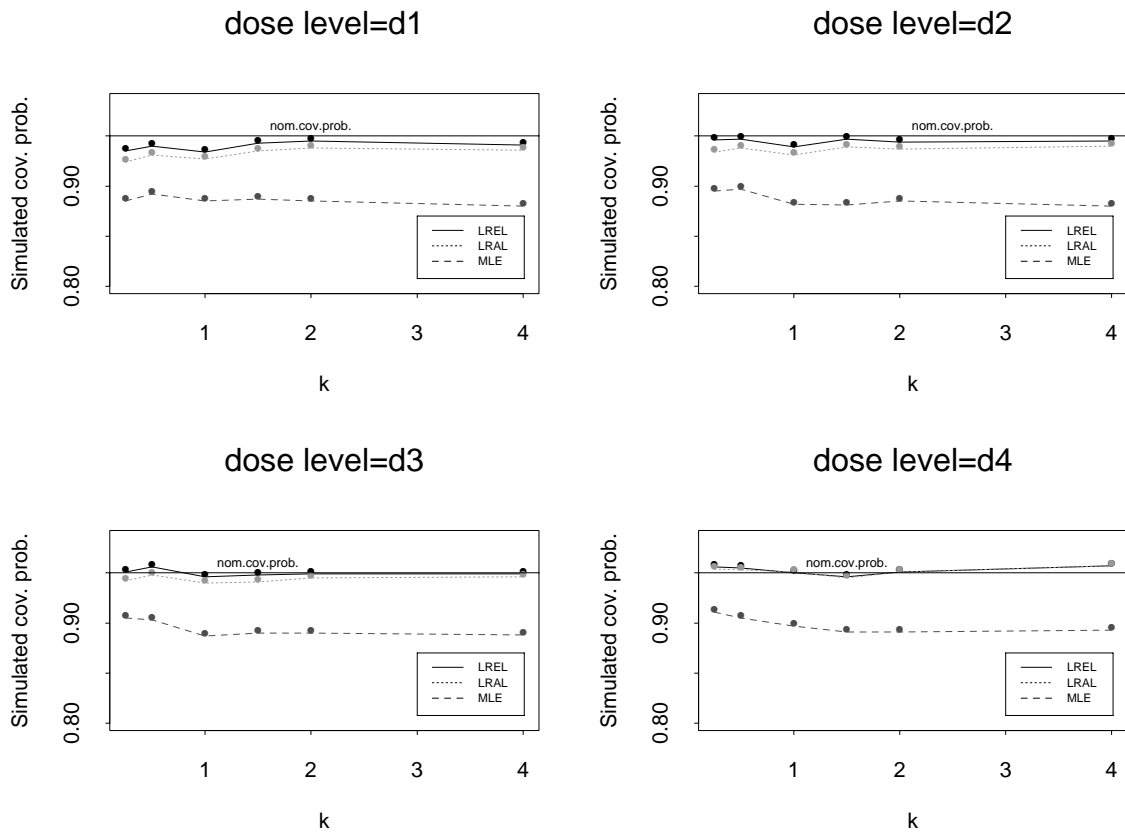 dose level=d1
Simulated cov. prob.
0.90
0.80
nom.cov.prob.
LREL
LRAL
MLE
1
2
3
4
k
dose level=d2
Simulated cov. prob.
0.90
0.80
nom.cov.prob.
LREL
LRAL
MLE
1
2
3
4
k
dose level=d3
Simulated cov. prob.
0.90
0.80
nom.cov.prob.
LREL
LRAL
MLE
1
2
3
4
k
dose level=d4
Simulated cov. prob.
0.90
0.80
nom.cov.prob.
LREL
LRAL
MLE
1
2
3
4
k